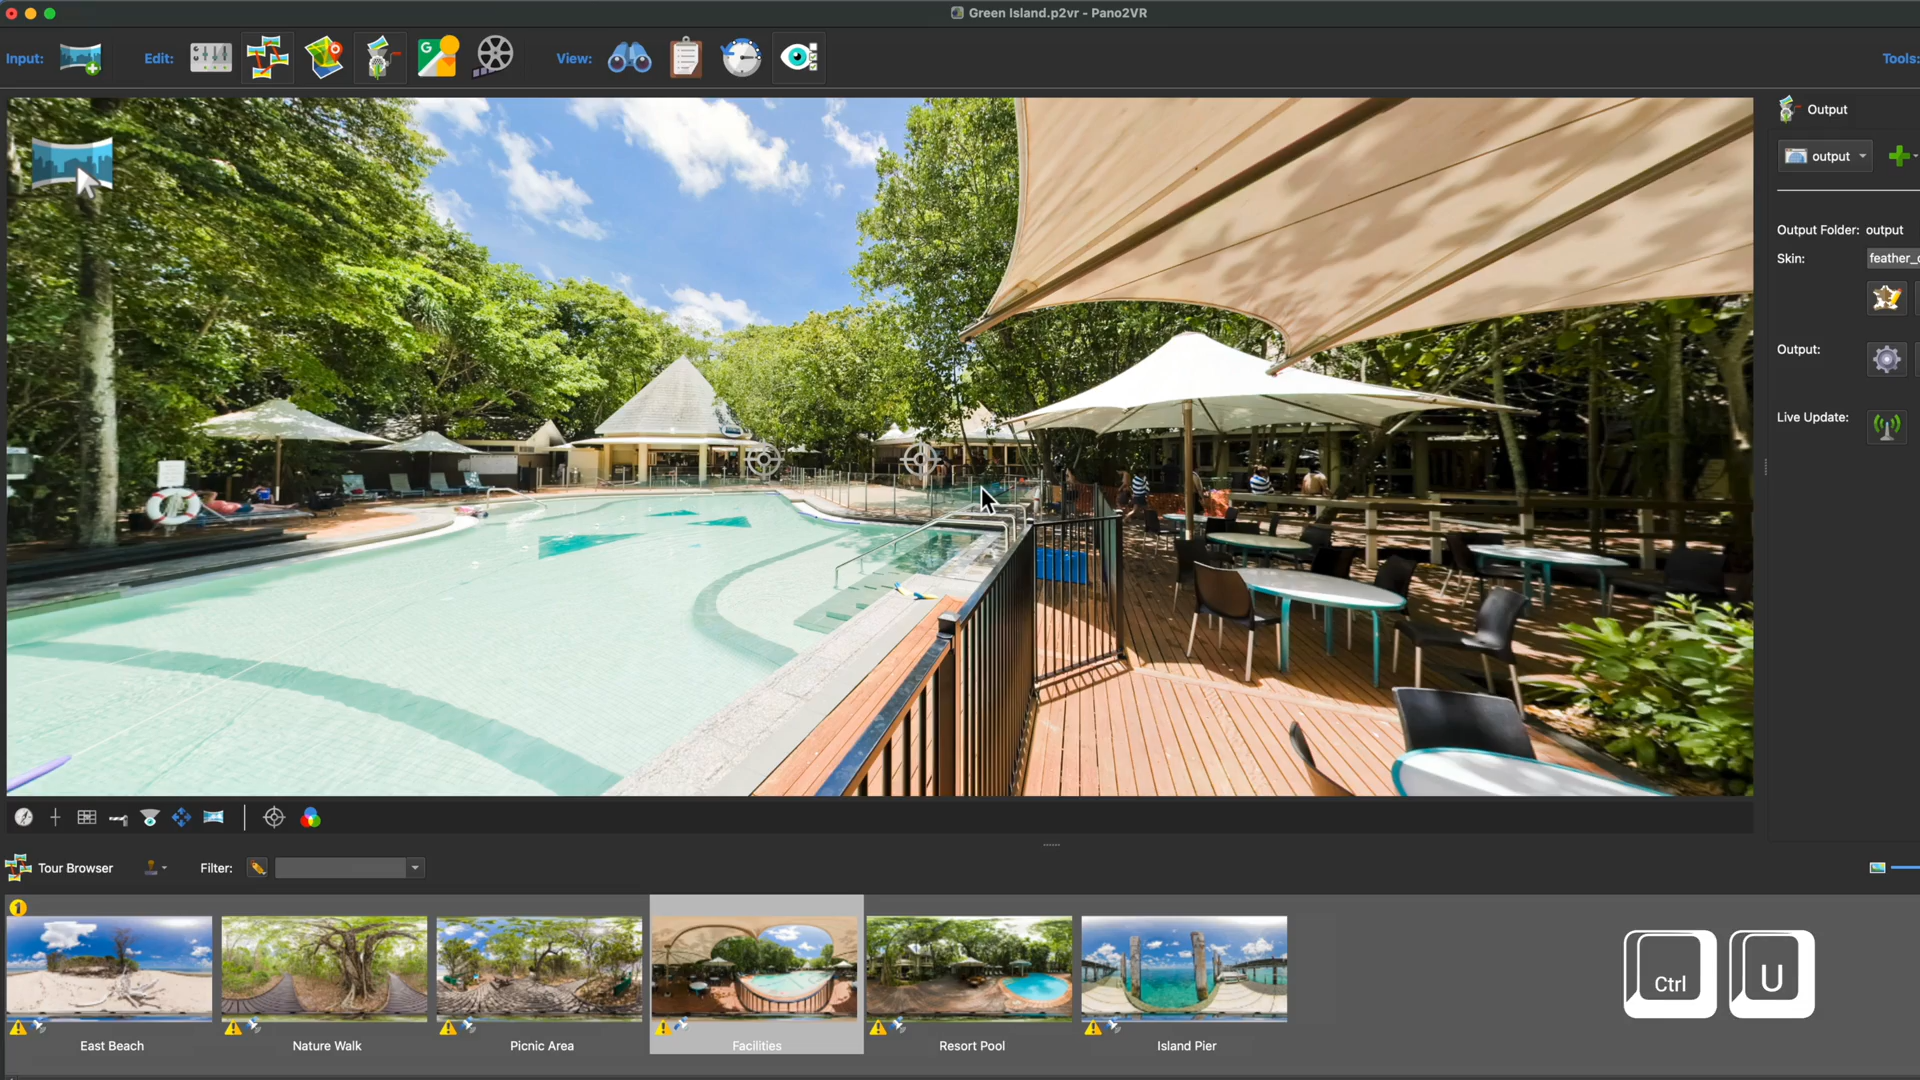 Green Island.p2vr - Pano2VR
Input:
Edit:
View:
Tools:
Output
output
Output Folder: output
Skin:
feather_
Output:
Live Update:
Tour Browser
Filter:
1
East Beach
Nature Walk
Picnic Area
Facilities
Resort Pool
Island Pier
Ctrl
U